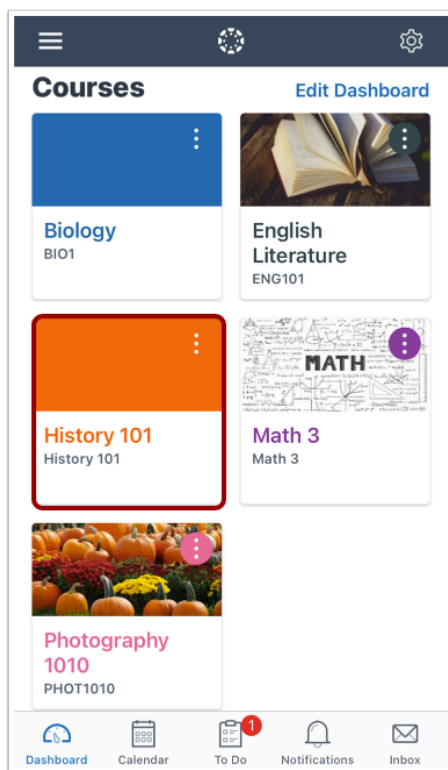 Courses
Edit Dashboard
Biology
BIO1
English
Literature
ENG101
History 101
History 101
MATH
Math 3
Math 3
Photography
1010
PHOT1010
1
Dashboard
Calendar
To Do
Notifications
Inbox